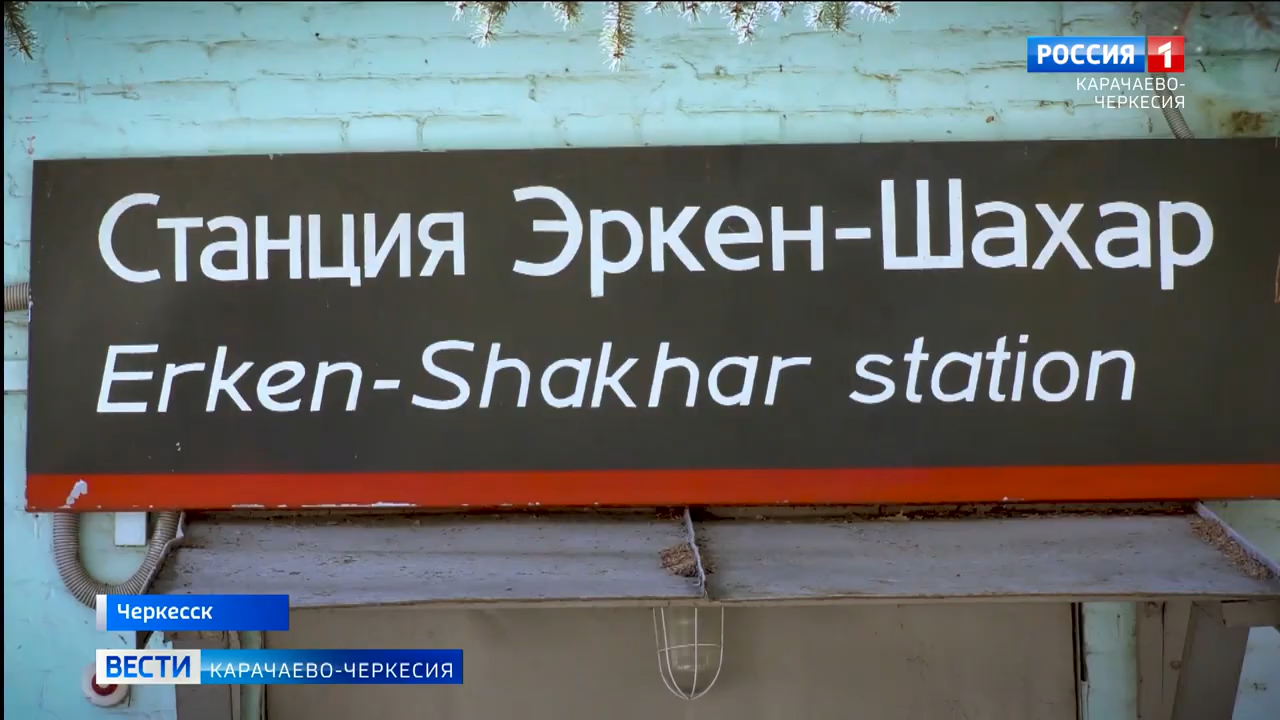 РОССИЯ 1
КАРАЧАЕВО-
ЧЕРКЕСИЯ
Станция Эркен-Шахар
Erken-Shakhar station
Черкесск
ВЕСТИ КАРАЧАЕВО-ЧЕРКЕСИЯ